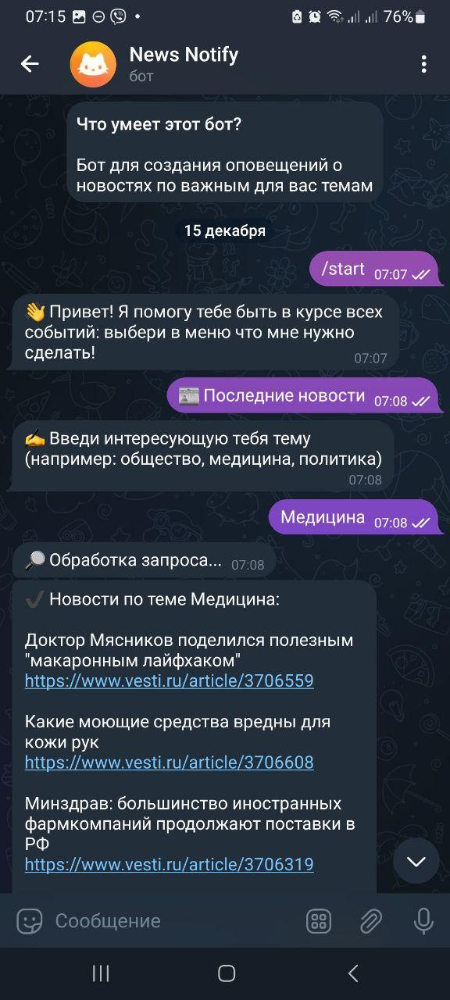 07:15
76%
News Notify
бот
Что умеет этот бот?
Бот для создания оповещений о
новостях по важным для вас темам
15 декабря
/start 07:07
👋 Привет! Я помогу тебе быть в курсе всех
событий: выбери в меню что мне нужно
сделать!
07:07
📰 Последние новости 07:08
✍️ Введи интересующую тебя тему
(например: общество, медицина, политика)
07:08
Медицина 07:08
🔎 Обработка запроса... 07:08
✔️ Новости по теме Медицина:
Доктор Мясников поделился полезным
"макаронным лайфхаком"
https://www.vesti.ru/article/3706559
Какие моющие средства вредны для
кожи рук
https://www.vesti.ru/article/3706608
Минздрав: большинство иностранных
фармкомпаний продолжают поставки в
РФ
https://www.vesti.ru/article/3706319
Сообщение